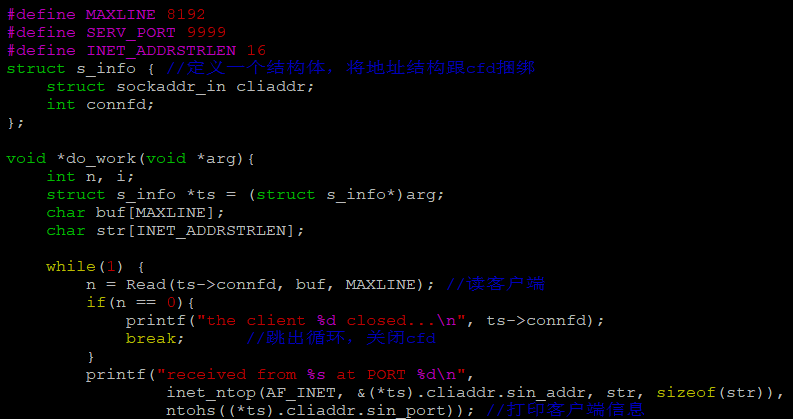 #define MAXLINE 8192
#define SERV_PORT 9999
#define INET_ADDRSTRLEN 16
struct s_info { //定义一个结构体，将地址结构跟cfd捆绑
    struct sockaddr_in cliaddr;
    int connfd;
};

void *do_work(void *arg){
    int n, i;
    struct s_info *ts = (struct s_info*)arg;
    char buf[MAXLINE];
    char str[INET_ADDRSTRLEN];

    while(1) {
        n = Read(ts->connfd, buf, MAXLINE); //读客户端
        if(n == 0){
            printf("the client %d closed...\n", ts->connfd);
            break;      //跳出循环，关闭cfd
        }
        printf("received from %s at PORT %d\n",
                inet_ntop(AF_INET, &(*ts).cliaddr.sin_addr, str, sizeof(str)),
                ntohs((*ts).cliaddr.sin_port)); //打印客户端信息